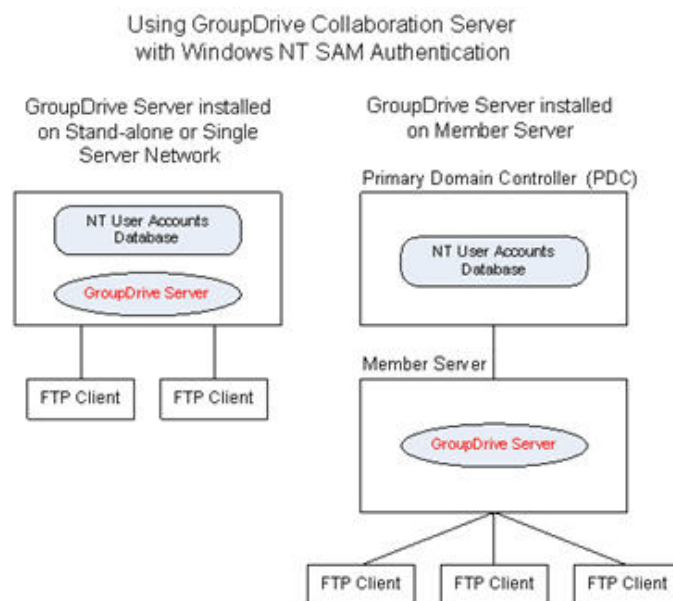 Using GroupDrive Collaboration Server
with Windows NT SAM Authentication
GroupDrive Server installed
on Stand-alone or Single
Server Network
NT User Accounts
Database
GroupDrive Server
FTP Client
FTP Client
GroupDrive Server installed
on Member Server
Primary Domain Controller (PDC)
NT User Accounts
Database
Member Server
GroupDrive Server
FTP Client
FTP Client
FTP Client